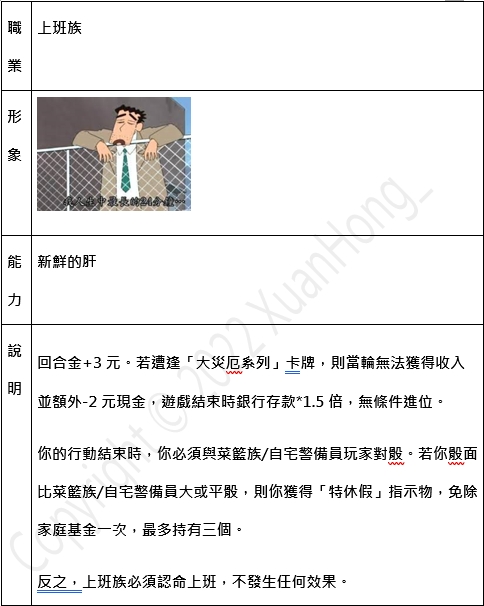 職業
上班族
形象
我人生中最長的24分鐘…
能力
新鮮的肝
說明
回合金+3 元。若遭逢「大災厄系列」卡牌，則當輪無法獲得收入
並額外-2 元現金，遊戲結束時銀行存款*1.5 倍，無條件進位。
你的行動結束時，你必須與菜籃族/自宅警備員玩家對骰。若你骰面
比菜籃族/自宅警備員大或平骰，則你獲得「特休假」指示物，免除
家庭基金一次，最多持有三個。
反之，上班族必須認命上班，不發生任何效果。
Copyright © 2022 XuanHong_